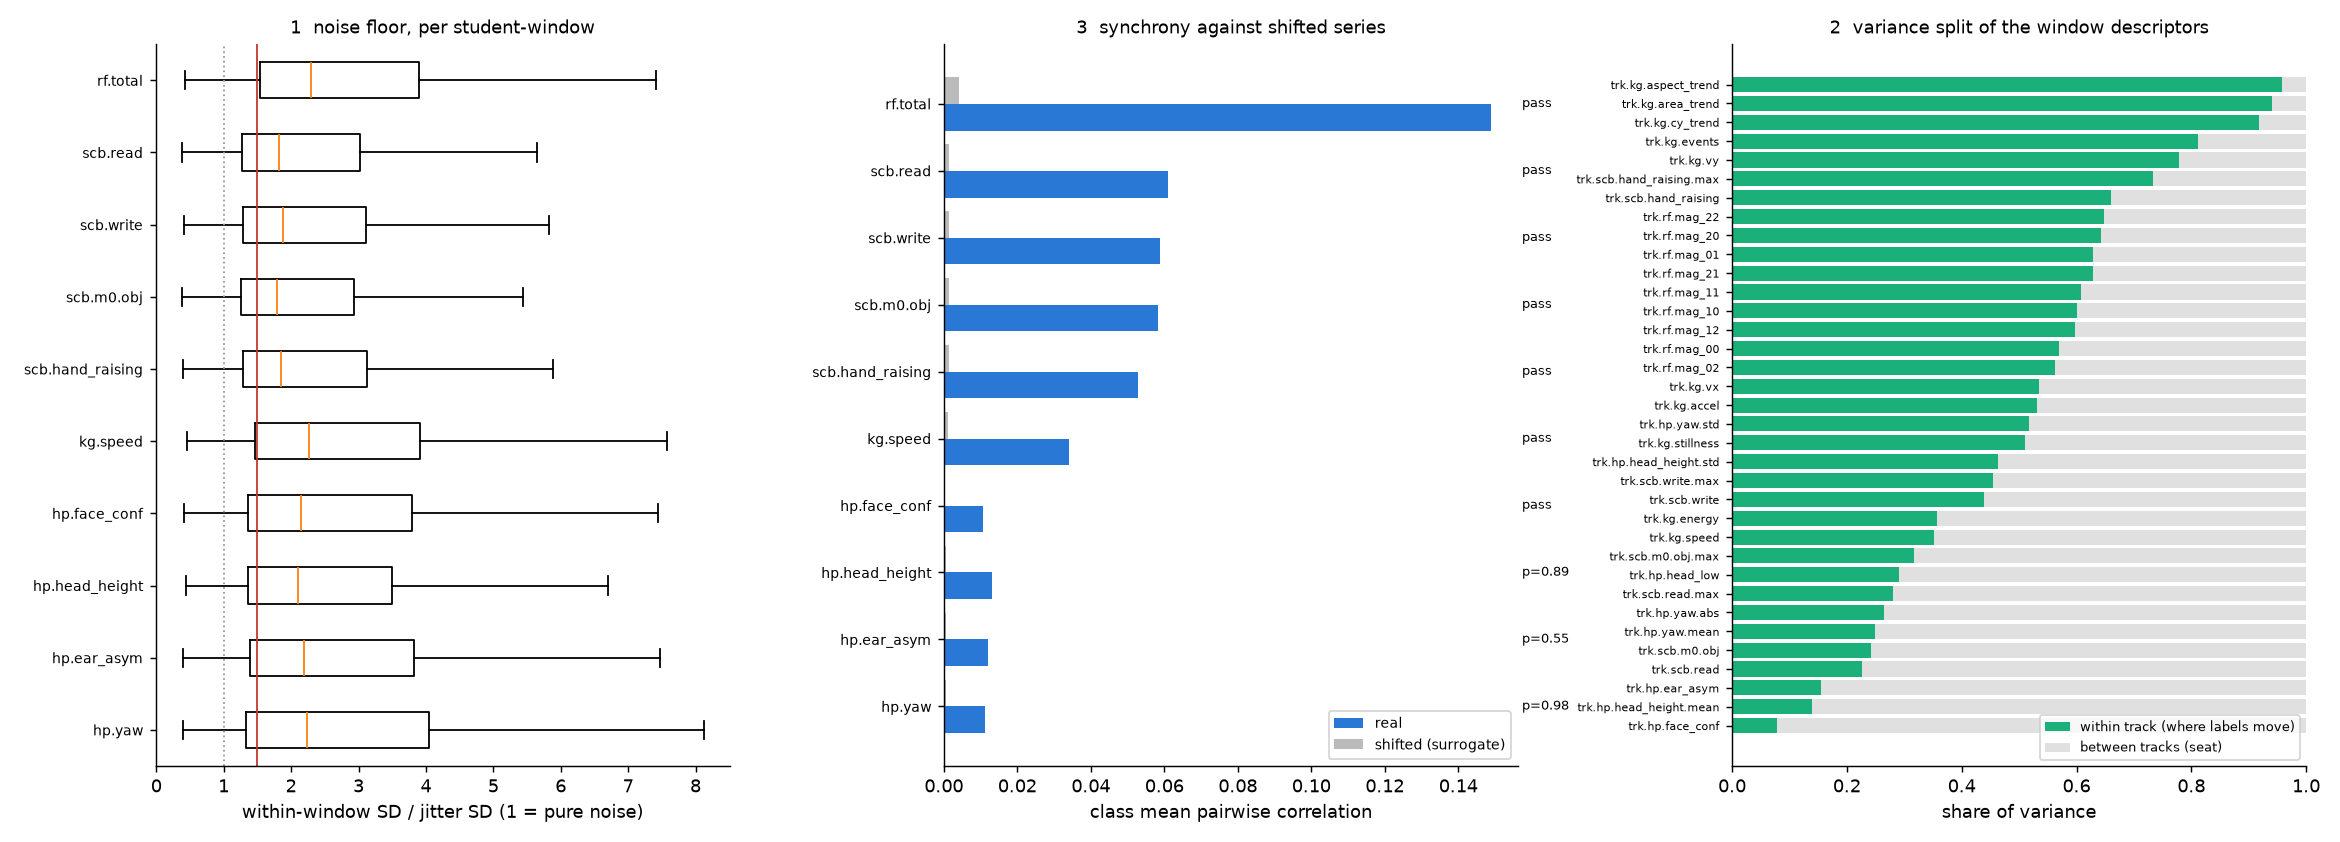 1  noise floor, per student-window
rf.total
scb.read
scb.write
scb.m0.obj
scb.hand_raising
kg.speed
hp.face_conf
hp.head_height
hp.ear_asym
hp.yaw
0 1 2 3 4 5 6 7 8
within-window SD / jitter SD (1 = pure noise)
3  synchrony against shifted series
rf.total pass
scb.read pass
scb.write pass
scb.m0.obj pass
scb.hand_raising pass
kg.speed pass
hp.face_conf pass
hp.head_height p=0.89
hp.ear_asym p=0.55
hp.yaw p=0.98
real
shifted (surrogate)
0.00 0.02 0.04 0.06 0.08 0.10 0.12 0.14
class mean pairwise correlation
2  variance split of the window descriptors
trk.kg.aspect_trend
trk.kg.area_trend
trk.kg.cy_trend
trk.kg.events
trk.kg.vy
trk.scb.hand_raising.max
trk.scb.hand_raising
trk.rf.mag_22
trk.rf.mag_20
trk.rf.mag_01
trk.rf.mag_21
trk.rf.mag_11
trk.rf.mag_10
trk.rf.mag_12
trk.rf.mag_00
trk.rf.mag_02
trk.kg.vx
trk.kg.accel
trk.hp.yaw.std
trk.kg.stillness
trk.hp.head_height.std
trk.scb.write.max
trk.scb.write
trk.kg.energy
trk.kg.speed
trk.scb.m0.obj.max
trk.hp.head_low
trk.scb.read.max
trk.hp.yaw.abs
trk.hp.yaw.mean
trk.scb.m0.obj
trk.scb.read
trk.hp.ear_asym
trk.hp.head_height.mean
trk.hp.face_conf
within track (where labels move)
between tracks (seat)
0.0 0.2 0.4 0.6 0.8 1.0
share of variance